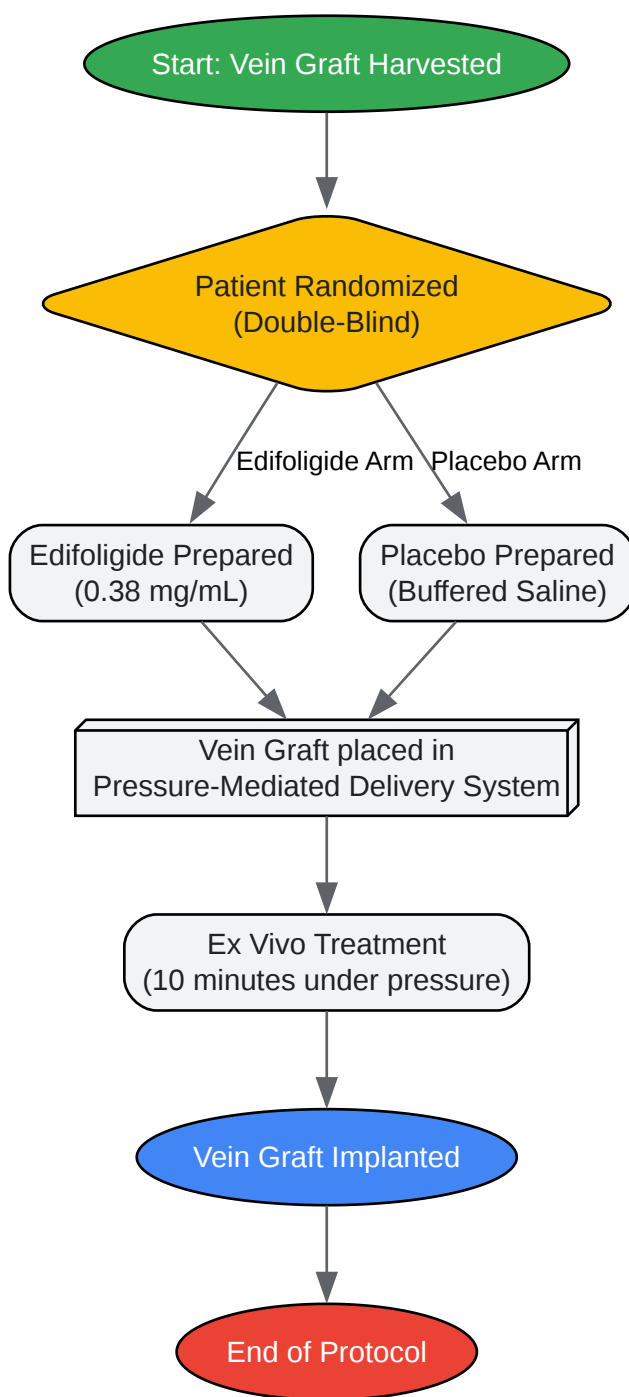 Start: Vein Graft Harvested
Patient Randomized
(Double-Blind)
Edifoligide Arm
Placebo Arm
Edifoligide Prepared
(0.38 mg/mL)
Placebo Prepared
(Buffered Saline)
Vein Graft placed in
Pressure-Mediated Delivery System
Ex Vivo Treatment
(10 minutes under pressure)
Vein Graft Implanted
End of Protocol